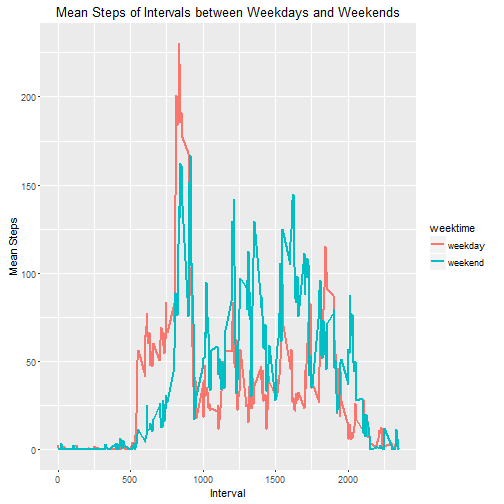 Mean Steps of Intervals between Weekdays and Weekends
200
150
100
50
0
Mean Steps
0
500
1000
1500
2000
Interval
weektime
weekday
weekend